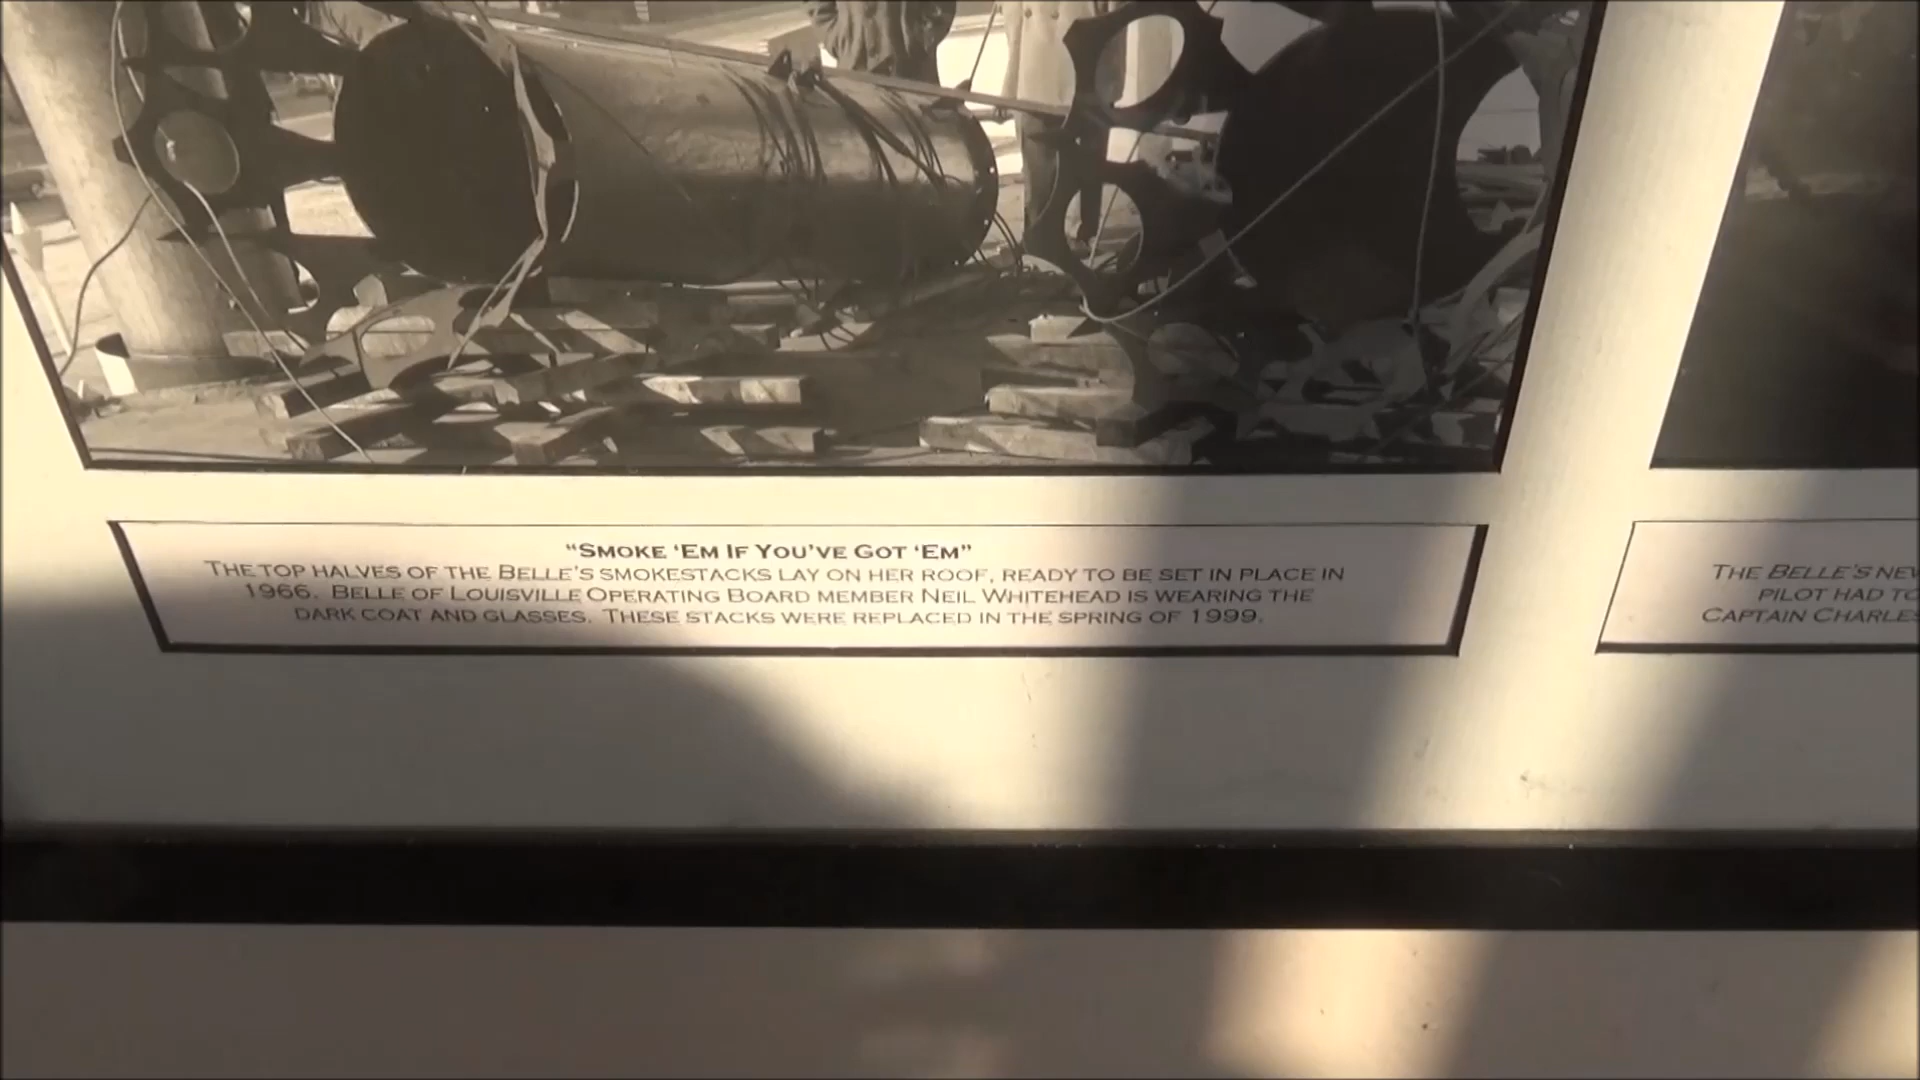 "SMOKE 'EM IF YOU'VE GOT 'EM"
THE TOP HALVES OF THE BELLE'S SMOKESTACKS LAY ON HER ROOF, READY TO BE SET IN PLACE IN
1966. BELLE OF LOUISVILLE OPERATING BOARD MEMBER NEIL WHITEHEAD IS WEARING THE
DARK COAT AND GLASSES. THESE STACKS WERE REPLACED IN THE SPRING OF 1999.
THE BELLE'S NEW
PILOT HAD TO
CAPTAIN CHARLES